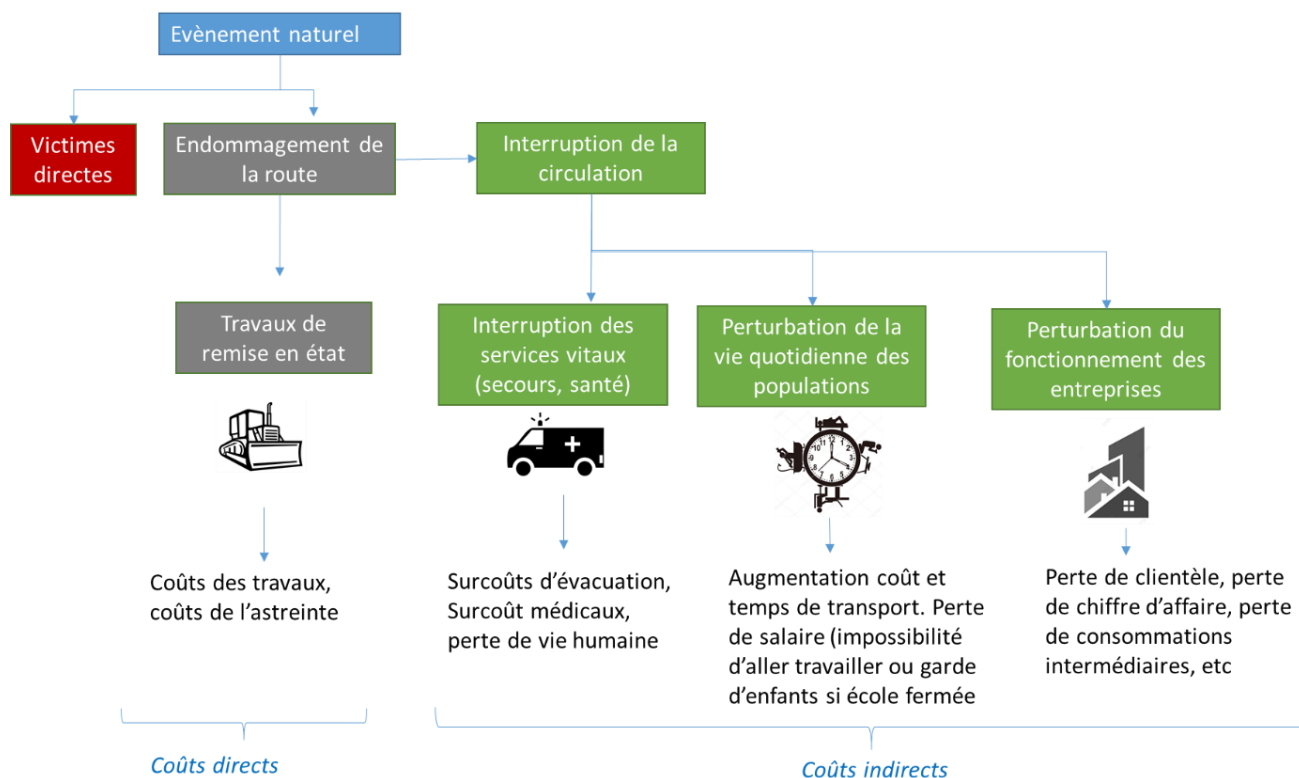 Evènement naturel
Victimes
directes
Endommagement de
la route
Interruption de la
circulation
Travaux de
remise en état
Interruption des
services vitaux
(secours, santé)
Perturbation de la
vie quotidienne des
populations
Perturbation du
fonctionnement des
entreprises
Coûts des travaux,
coûts de l’astreinte
Surcoûts d’évacuation,
Surcoût médicaux,
perte de vie humaine
Augmentation coût et
temps de transport. Perte
de salaire (impossibilité
d’aller travailler ou garde
d’enfants si école fermée
Perte de clientèle, perte
de chiffre d’affaire, perte
de consommations
intermédiaires, etc
Coûts directs
Coûts indirects